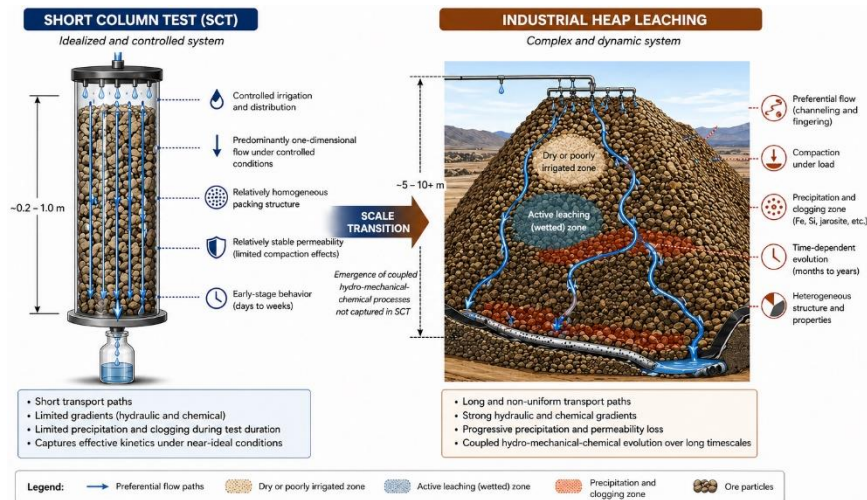 SHORT COLUMN TEST (SCT)
Idealized and controlled system
~0.2 – 1.0 m
Controlled irrigation
and distribution
Predominantly one-dimensional
flow under controlled
conditions
Relatively homogeneous
packing structure
Relatively stable permeability
(limited compaction effects)
Early-stage behavior
(days to weeks)
• Short transport paths
• Limited gradients (hydraulic and chemical)
• Limited precipitation and clogging during test duration
• Captures effective kinetics under near-ideal conditions
SCALE
TRANSITION
Emergence of coupled
hydro-mechanical-
chemical processes
not captured in SCT
INDUSTRIAL HEAP LEACHING
Complex and dynamic system
~5 – 10+ m
Dry or poorly
irrigated zone
Active leaching
(wetted) zone
Preferential flow
(channeling and
fingering)
Compaction
under load
Precipitation and
clogging zone
(Fe, Si, jarosite, etc.)
Time-dependent
evolution
(months to years)
Heterogeneous
structure and
properties
• Long and non-uniform transport paths
• Strong hydraulic and chemical gradients
• Progressive precipitation and permeability loss
• Coupled hydro-mechanical-chemical evolution over long timescales
Legend:
Preferential flow paths
Dry or poorly irrigated zone
Active leaching (wetted) zone
Precipitation and
clogging zone
Ore particles